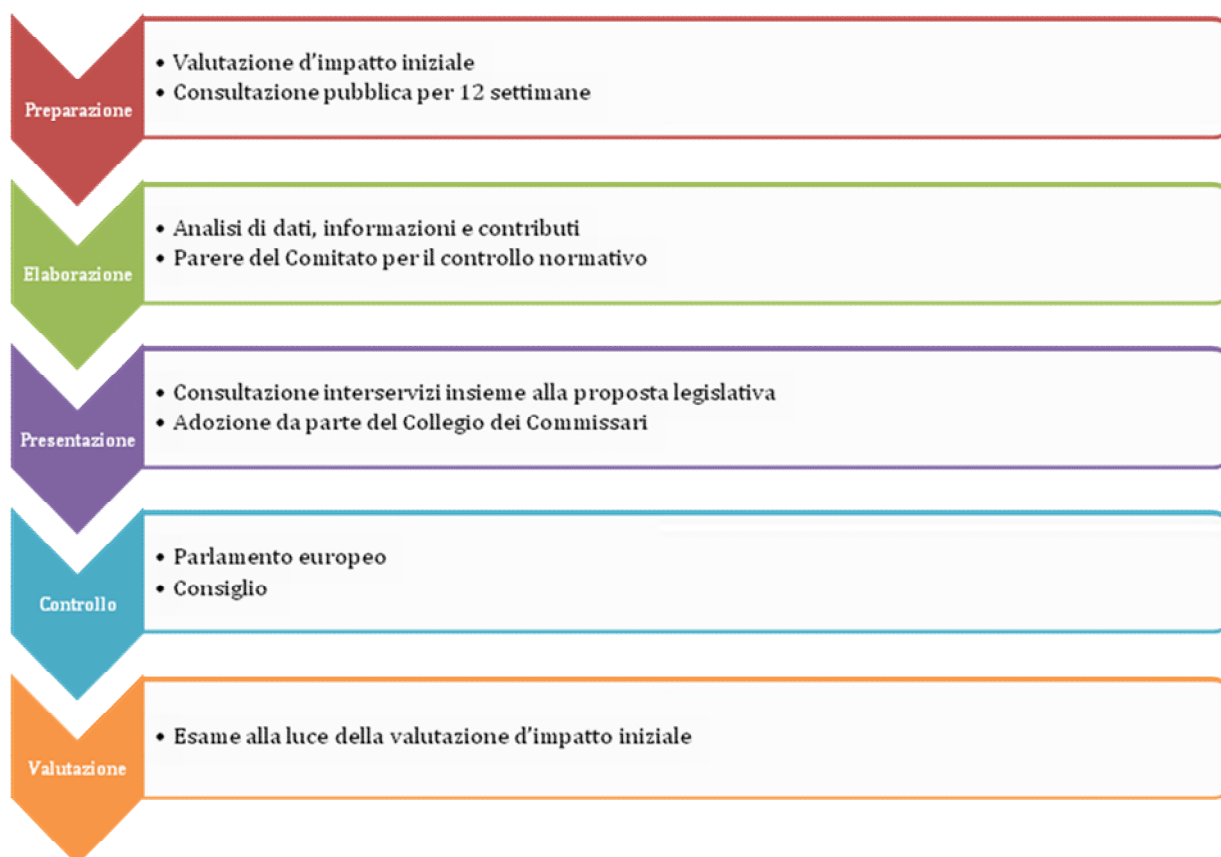 Preparazione
• Valutazione d'impatto iniziale
• Consultazione pubblica per 12 settimane
Elaborazione
• Analisi di dati, informazioni e contributi
• Parere del Comitato per il controllo normativo
Presentazione
• Consultazione interservizi insieme alla proposta legislativa
• Adozione da parte del Collegio dei Commissari
Controllo
• Parlamento europeo
• Consiglio
Valutazione
• Esame alla luce della valutazione d'impatto iniziale